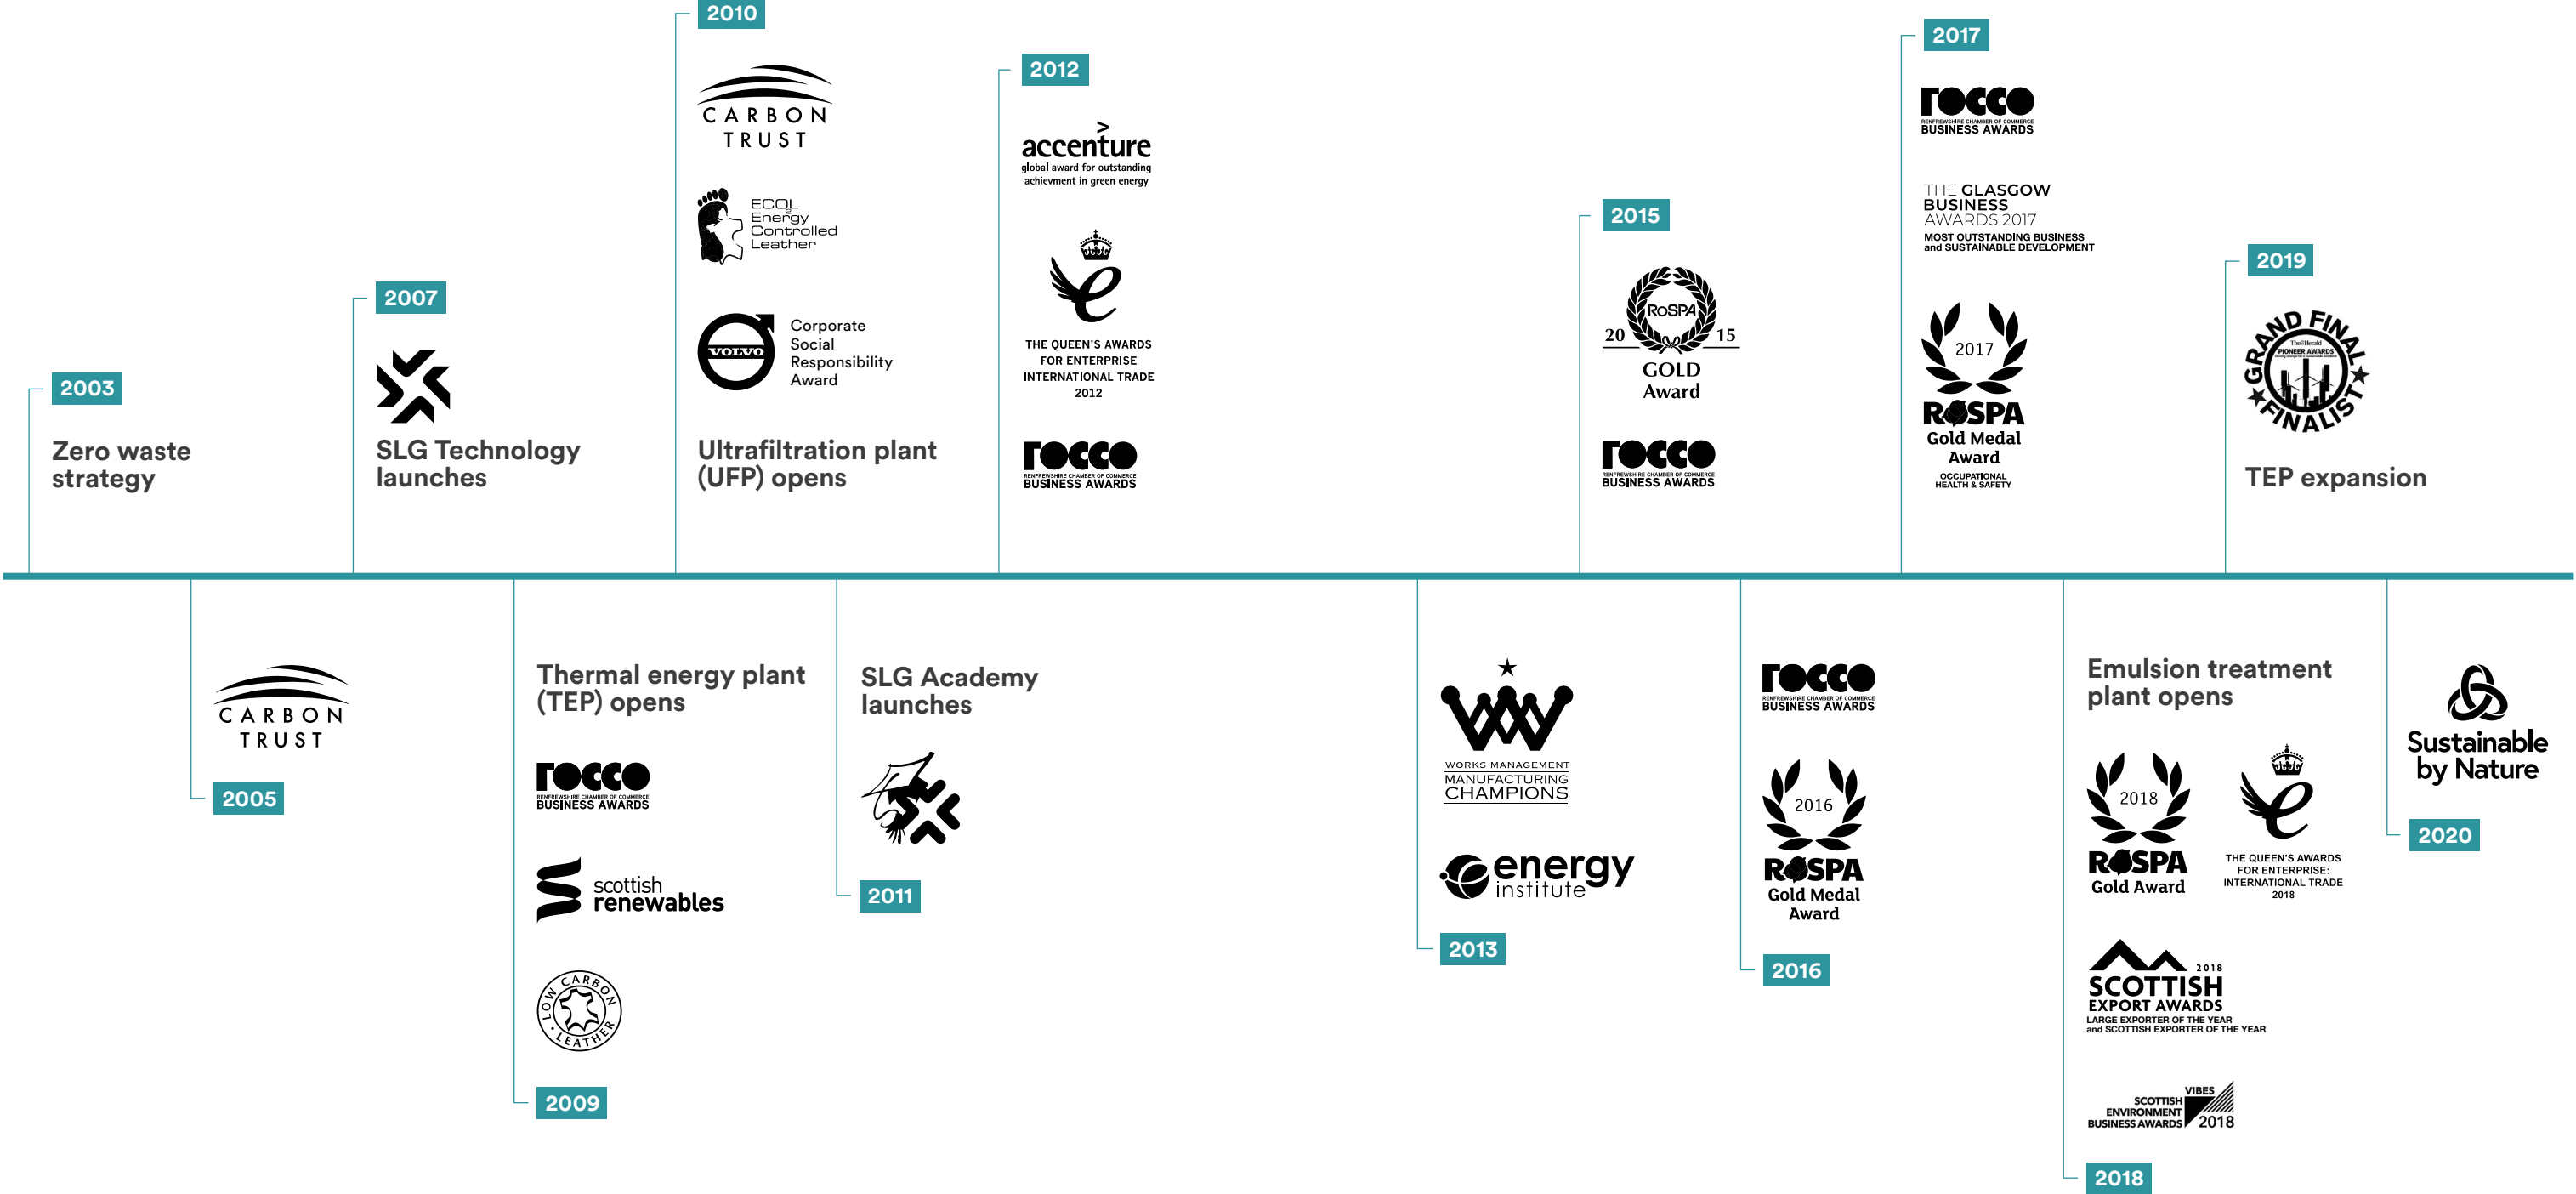 2003
Zero waste
strategy
CARBON
TRUST
2005
2007
SLG Technology
launches
Thermal energy plant
(TEP) opens
rocco
RENFREWSHIRE CHAMBER OF COMMERCE
BUSINESS AWARDS
scottish
renewables
LOW CARBON
• LEATHER •
2009
2010
CARBON
TRUST
ECO2L
Energy
Controlled
Leather
VOLVO
Corporate
Social
Responsibility
Award
Ultrafiltration plant
(UFP) opens
SLG Academy
launches
2011
2012
accenture
global award for outstanding
achievment in green energy
THE QUEEN'S AWARDS
FOR ENTERPRISE
INTERNATIONAL TRADE
2012
rocco
RENFREWSHIRE CHAMBER OF COMMERCE
BUSINESS AWARDS
WORKS MANAGEMENT
MANUFACTURING
CHAMPIONS
energy
institute
2013
2015
RoSPA
20 15
GOLD
Award
rocco
RENFREWSHIRE CHAMBER OF COMMERCE
BUSINESS AWARDS
rocco
RENFREWSHIRE CHAMBER OF COMMERCE
BUSINESS AWARDS
2016
ROSPA
Gold Medal
Award
2016
2017
rocco
RENFREWSHIRE CHAMBER OF COMMERCE
BUSINESS AWARDS
THE GLASGOW
BUSINESS
AWARDS 2017
MOST OUTSTANDING BUSINESS
and SUSTAINABLE DEVELOPMENT
2017
ROSPA
Gold Medal
Award
OCCUPATIONAL
HEALTH & SAFETY
Emulsion treatment
plant opens
2018
ROSPA
Gold Award
THE QUEEN'S AWARDS
FOR ENTERPRISE:
INTERNATIONAL TRADE
2018
2018
SCOTTISH
EXPORT AWARDS
LARGE EXPORTER OF THE YEAR
and SCOTTISH EXPORTER OF THE YEAR
VIBES
SCOTTISH
ENVIRONMENT
BUSINESS AWARDS
2018
2018
2019
GRAND FINAL
The Herald
PIONEER AWARDS
FINALIST
TEP expansion
Sustainable
by Nature
2020